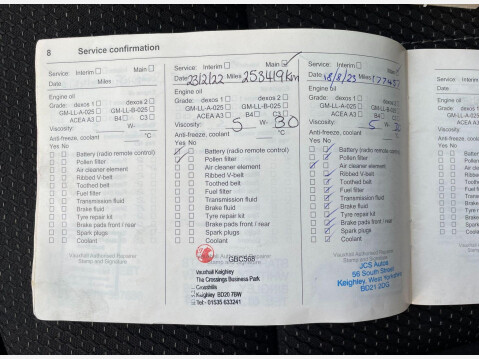 8 Service confirmation
Service: Interim Main
Date Miles
Engine oil
Grade: dexos 1 dexos 2
GM-LL-A-025 GM-LL-B-025
ACEA A3 B4 C3
Viscosity: W-
Anti-freeze, coolant °C
Yes No
Battery (radio remote control)
Pollen filter
Air cleaner element
Ribbed V-belt
Toothed belt
Fuel filter
Transmission fluid
Brake fluid
Tyre repair kit
Brake pads front / rear
Spark plugs
Coolant
Vauxhall Authorised Repairer
Stamp and Signature
Service: Interim Main
Date 23/2/22 Miles 253419 Km
Engine oil
Grade: dexos 1 dexos 2
GM-LL-A-025 GM-LL-B-025
ACEA A3 B4 C3
Viscosity: 5 W- 30
Anti-freeze, coolant °C
Yes No
Battery (radio remote control)
Pollen filter
Air cleaner element
Ribbed V-belt
Toothed belt
Fuel filter
Transmission fluid
Brake fluid
Tyre repair kit
Brake pads front / rear
Spark plugs
Coolant
GBC568
Vauxhall Keighley
The Crossings Business Park
Keighley BD20 7BW
Tel:- 01535 633241
Service: Interim Main
Date 18/8/23 Miles
Engine oil
Grade: dexos 1 dexos 2
GM-LL-A-025 GM-LL-B-025
ACEA A3 B4 C3
Viscosity: 5 W-
Anti-freeze, coolant °C
Yes No
Battery (radio remote control)
Pollen filter
Air cleaner element
Ribbed V-belt
Toothed belt
Fuel filter
Transmission fluid
Brake fluid
Tyre repair kit
Brake pads front / rear
Spark plugs
Coolant
Vauxhall Authorised Repairer
Stamp and Signature
JCS Autos
56 South Street
Keighley, West Yorkshire
BD21 2DG